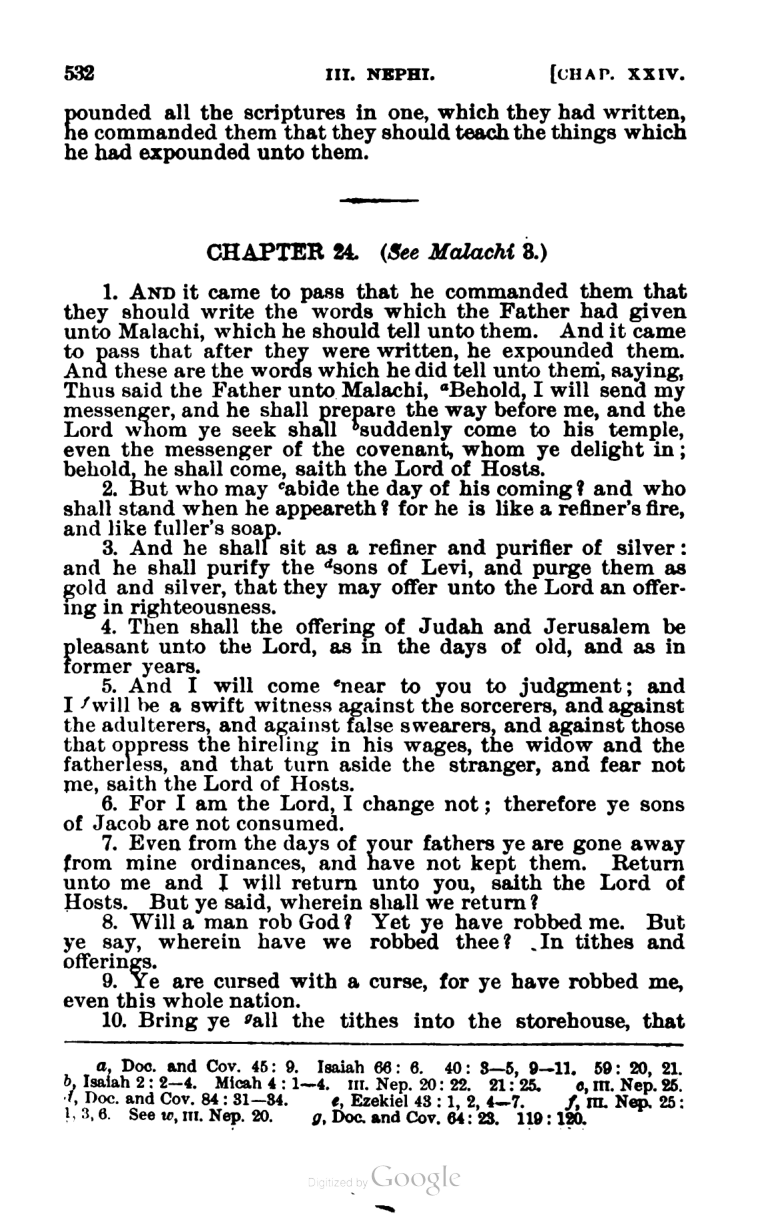 532 III. NEPHI. [CHAP. XXIV.
pounded all the scriptures in one, which they had written,
he commanded them that they should teach the things which
he had expounded unto them.
CHAPTER 24. (See Malachi 3.)
1. AND it came to pass that he commanded them that
they should write the words which the Father had given
unto Malachi, which he should tell unto them. And it came
to pass that after they were written, he expounded them.
And these are the words which he did tell unto them, saying,
Thus said the Father unto Malachi, aBehold, I will send my
messenger, and he shall prepare the way before me, and the
Lord whom ye seek shall bsuddenly come to his temple,
even the messenger of the covenant, whom ye delight in;
behold, he shall come, saith the Lord of Hosts.
2. But who may cabide the day of his coming? and who
shall stand when he appeareth? for he is like a refiner's fire,
and like fuller's soap.
3. And he shall sit as a refiner and purifier of silver:
and he shall purify the dsons of Levi, and purge them as
gold and silver, that they may offer unto the Lord an offer-
ing in righteousness.
4. Then shall the offering of Judah and Jerusalem be
pleasant unto the Lord, as in the days of old, and as in
former years.
5. And I will come enear to you to judgment; and
I fwill be a swift witness against the sorcerers, and against
the adulterers, and against false swearers, and against those
that oppress the hireling in his wages, the widow and the
fatherless, and that turn aside the stranger, and fear not
me, saith the Lord of Hosts.
6. For I am the Lord, I change not; therefore ye sons
of Jacob are not consumed.
7. Even from the days of your fathers ye are gone away
from mine ordinances, and have not kept them. Return
unto me and I will return unto you, saith the Lord of
Hosts. But ye said, wherein shall we return?
8. Will a man rob God? Yet ye have robbed me. But
ye say, wherein have we robbed thee? In tithes and
offerings.
9. Ye are cursed with a curse, for ye have robbed me,
even this whole nation.
10. Bring ye gall the tithes into the storehouse, that
a, Doc. and Cov. 45: 9. Isaiah 66: 6. 40: 3—5, 9—11. 59: 20, 21.
b, Isaiah 2: 2—4. Micah 4: 1—4. III. Nep. 20: 22. 21: 25. c, III. Nep. 25.
d, Doc. and Cov. 84: 31—34. e, Ezekiel 43: 1, 2, 4—7. f, III. Nep. 25:
1, 3, 6. See w, III. Nep. 20. g, Doc. and Cov. 64: 23. 119: 120.
Digitized by Google